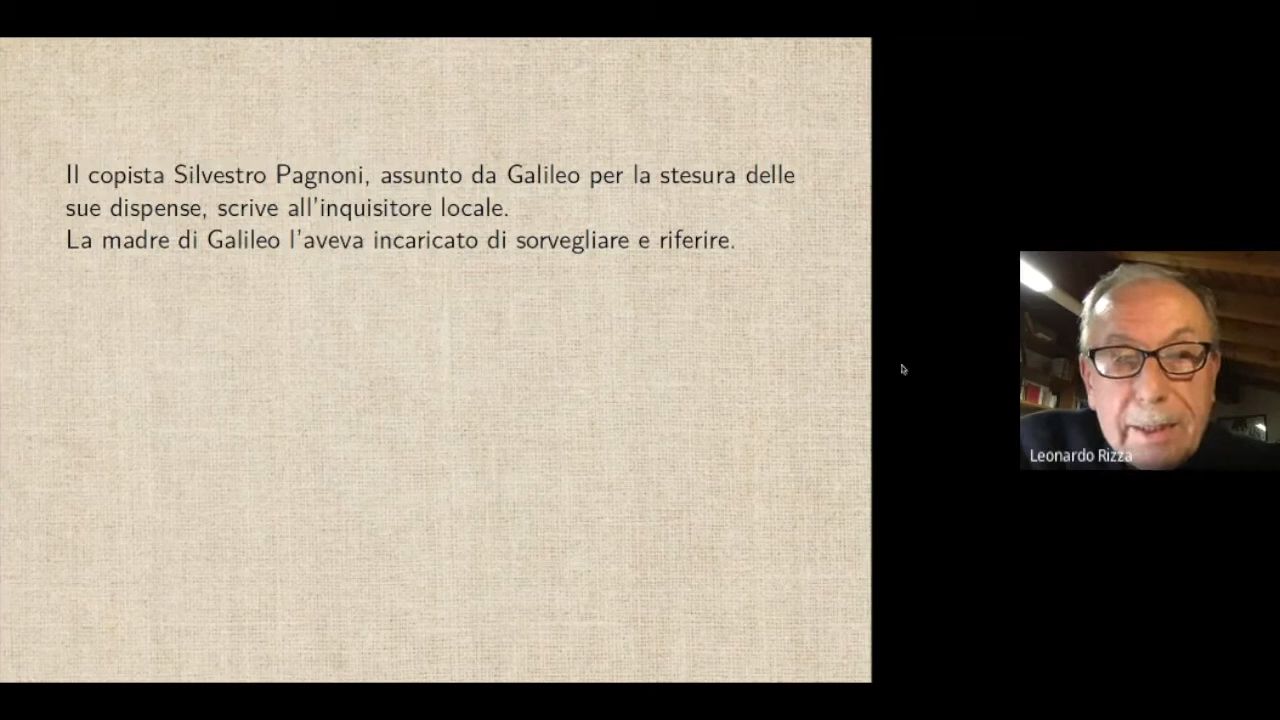 Il copista Silvestro Pagnoni, assunto da Galileo per la stesura delle
sue dispense, scrive all'inquisitore locale.
La madre di Galileo l'aveva incaricato di sorvegliare e riferire.
Leonardo Rizza